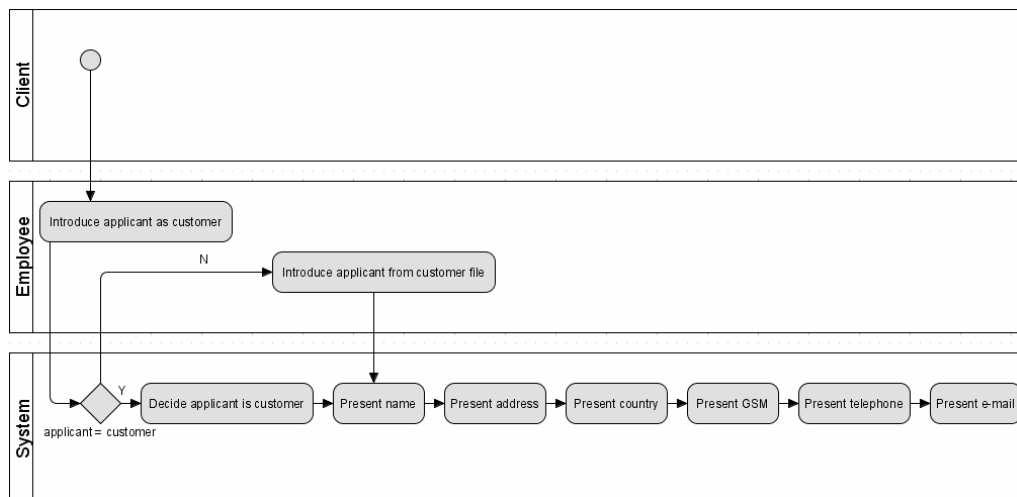 Client
Employee
Introduce applicant as customer
N
Introduce applicant from customer file
System
Y
Decide applicant is customer
Present name
Present address
Present country
Present GSM
Present telephone
Present e-mail
applicant = customer